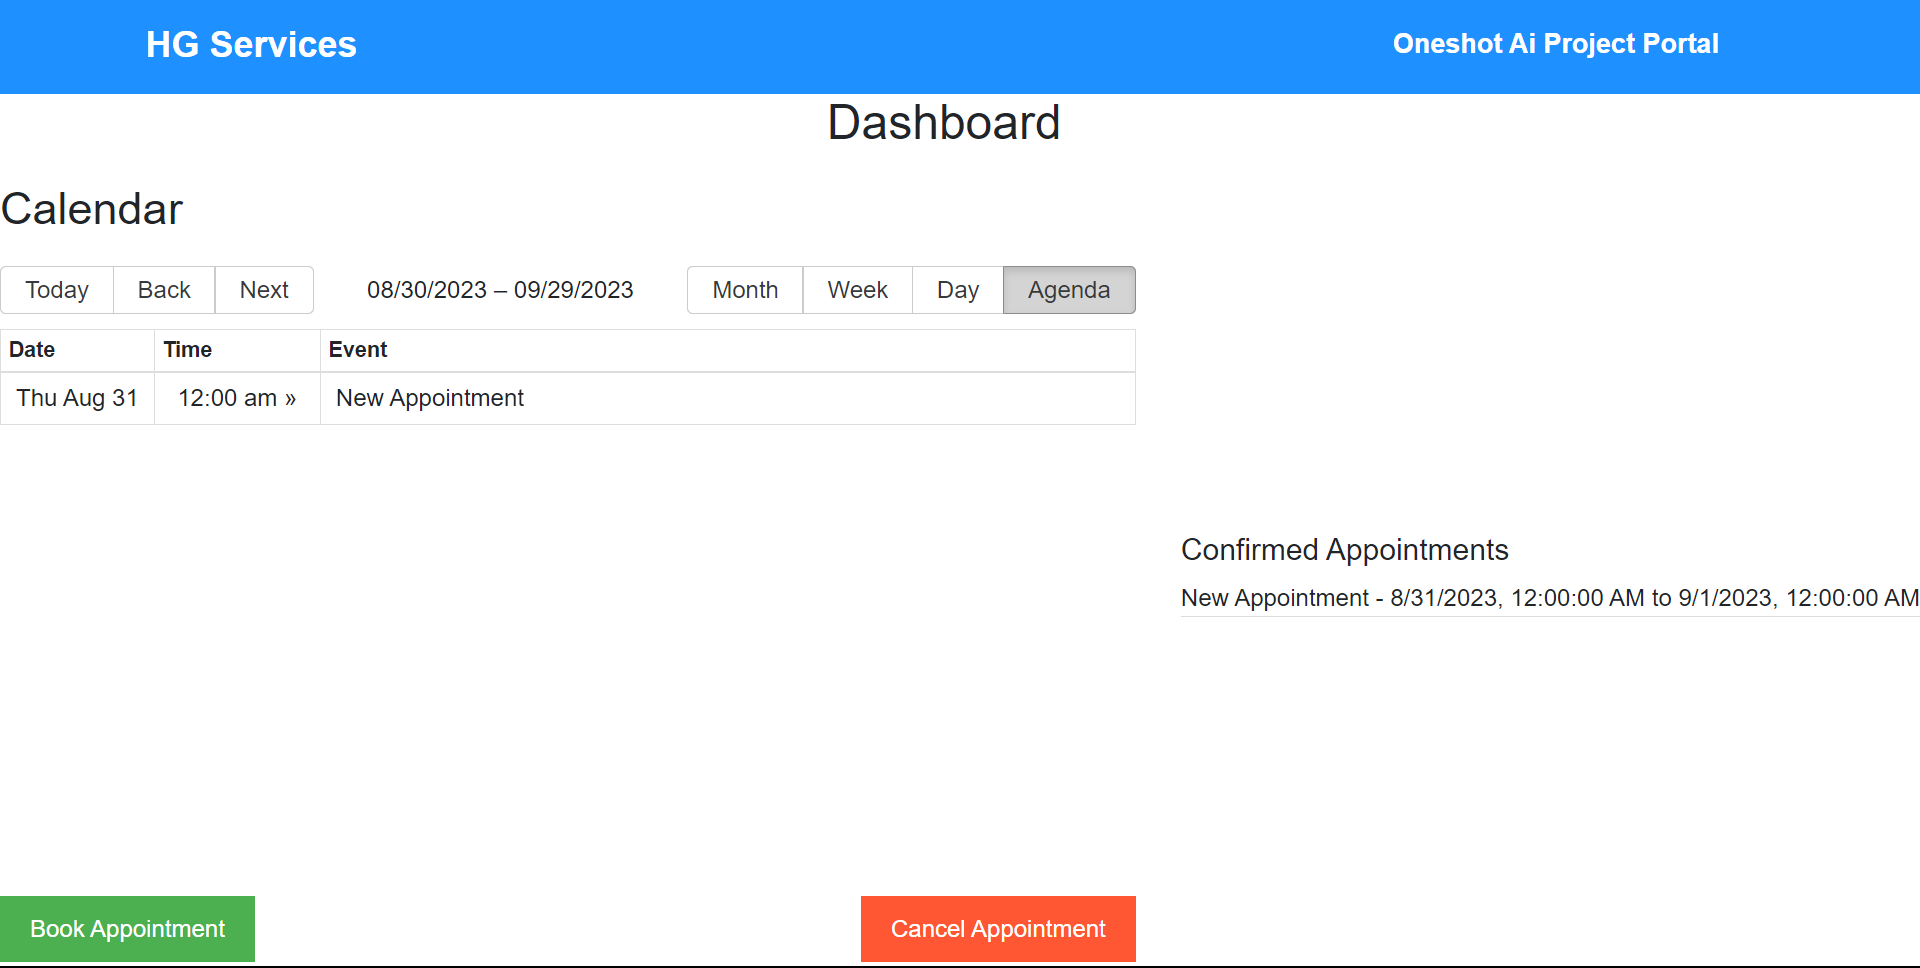 HG Services
Oneshot Ai Project Portal
Dashboard
Calendar
Today Back Next 08/30/2023 – 09/29/2023 Month Week Day Agenda
Date Time Event
Thu Aug 31 12:00 am » New Appointment
Confirmed Appointments
New Appointment - 8/31/2023, 12:00:00 AM to 9/1/2023, 12:00:00 AM
Book Appointment Cancel Appointment